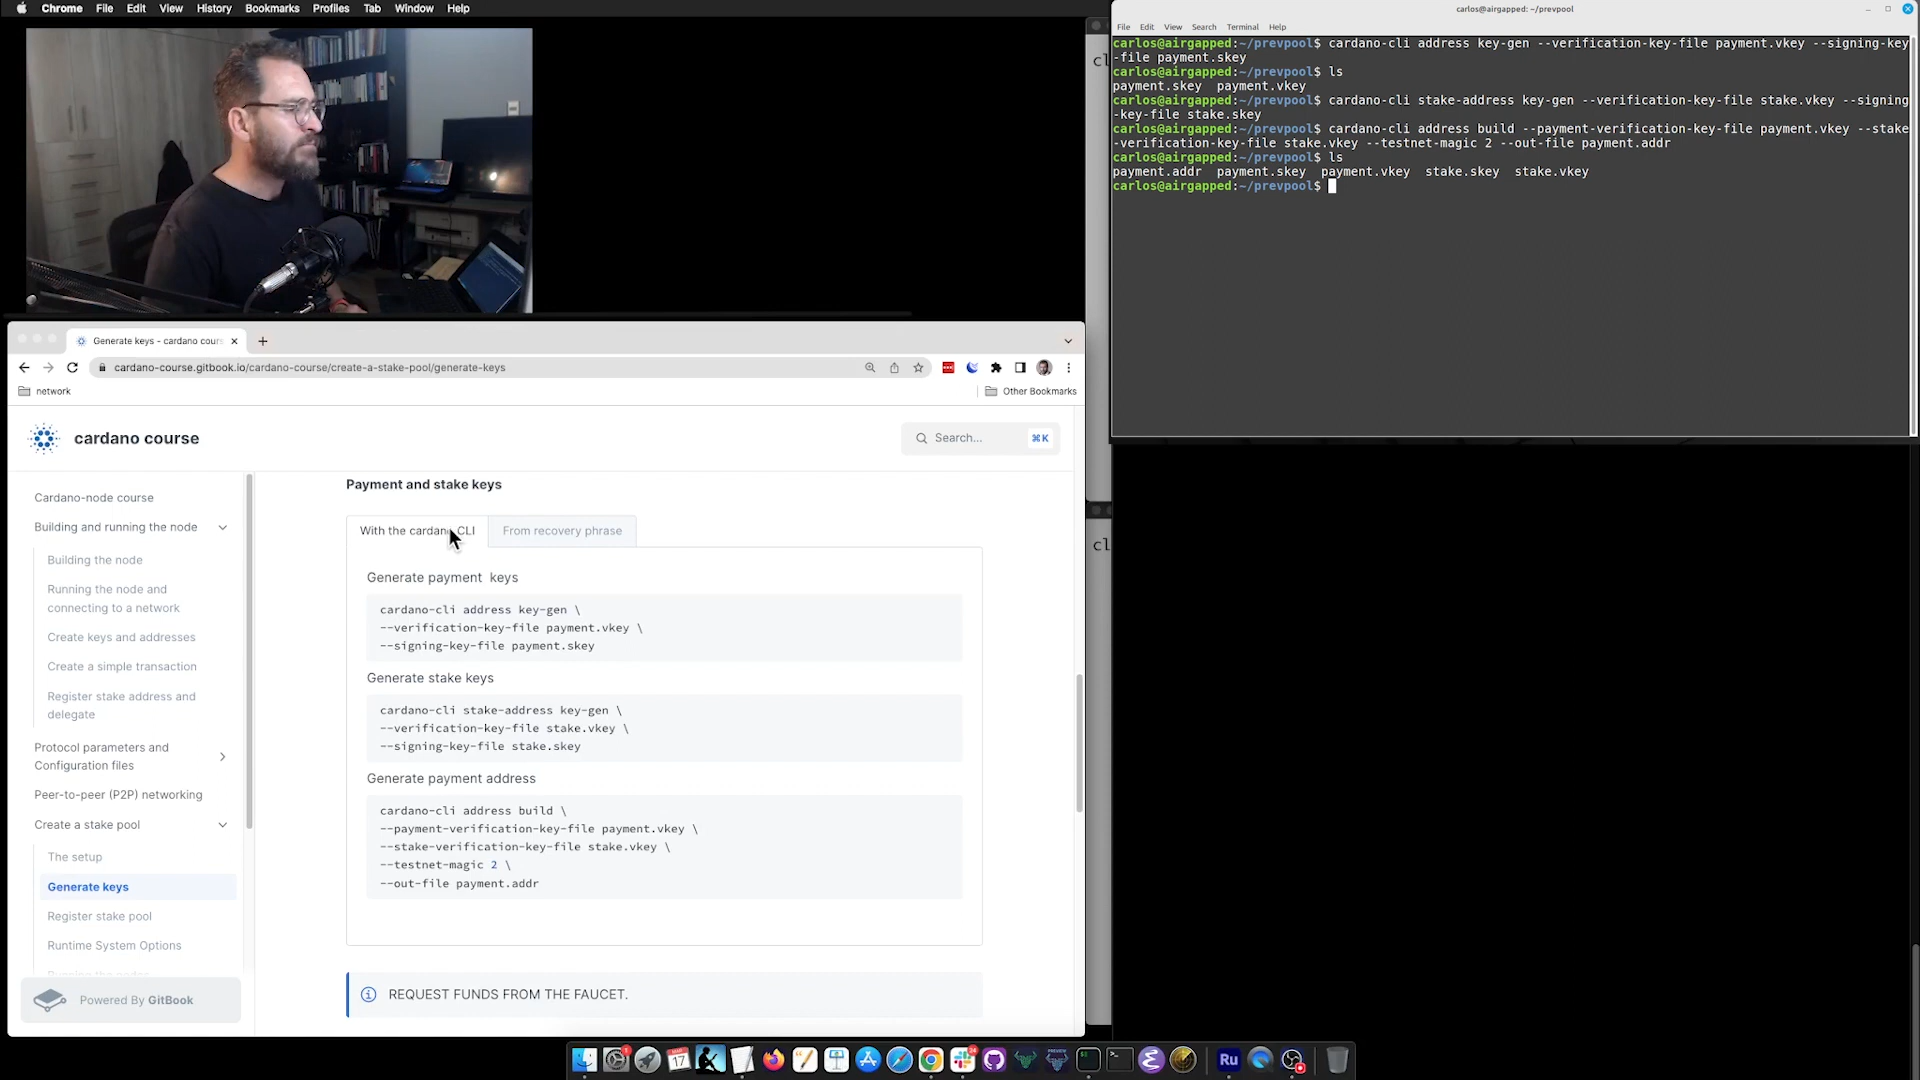 Chrome File Edit View History Bookmarks Profiles Tab Window Help
carlos@airgapped: ~/prevpool
File Edit View Search Terminal Help
carlos@airgapped:~/prevpool$ cardano-cli address key-gen --verification-key-file payment.vkey --signing-key
-file payment.skey
carlos@airgapped:~/prevpool$ ls
payment.skey payment.vkey
carlos@airgapped:~/prevpool$ cardano-cli stake-address key-gen --verification-key-file stake.vkey --signing
-key-file stake.skey
carlos@airgapped:~/prevpool$ cardano-cli address build --payment-verification-key-file payment.vkey --stake
-verification-key-file stake.vkey --testnet-magic 2 --out-file payment.addr
carlos@airgapped:~/prevpool$ ls
payment.addr payment.skey payment.vkey stake.skey stake.vkey
carlos@airgapped:~/prevpool$
cl
cl
Generate keys - cardano cour
cardano-course.gitbook.io/cardano-course/create-a-stake-pool/generate-keys
network
Other Bookmarks
cardano course
Search...
⌘K
Cardano-node course
Building and running the node
Building the node
Running the node and
connecting to a network
Create keys and addresses
Create a simple transaction
Register stake address and
delegate
Protocol parameters and
Configuration files
Peer-to-peer (P2P) networking
Create a stake pool
The setup
Generate keys
Register stake pool
Runtime System Options
Powered By GitBook
Payment and stake keys
With the cardano CLI
From recovery phrase
Generate payment keys
cardano-cli address key-gen \
--verification-key-file payment.vkey \
--signing-key-file payment.skey
Generate stake keys
cardano-cli stake-address key-gen \
--verification-key-file stake.vkey \
--signing-key-file stake.skey
Generate payment address
cardano-cli address build \
--payment-verification-key-file payment.vkey \
--stake-verification-key-file stake.vkey \
--testnet-magic 2 \
--out-file payment.addr
REQUEST FUNDS FROM THE FAUCET.
17
Ru